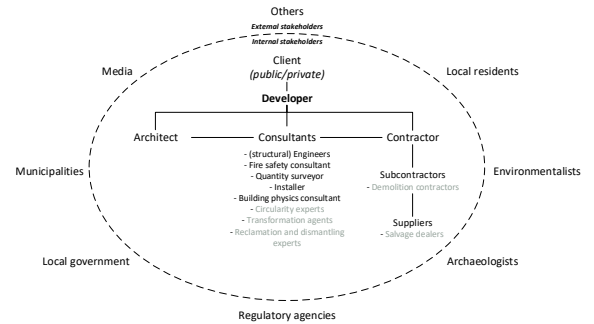 Others
External stakeholders
Internal stakeholders
Client
(public/private)
Media
Local residents
Developer
Architect
Consultants
Contractor
- (structural) Engineers
- Fire safety consultant
- Quantity surveyor
- Installer
- Building physics consultant
- Circularity experts
- Transformation agents
- Reclamation and dismantling
experts
Subcontractors
- Demolition contractors
Suppliers
- Salvage dealers
Municipalities
Environmentalists
Local government
Archaeologists
Regulatory agencies